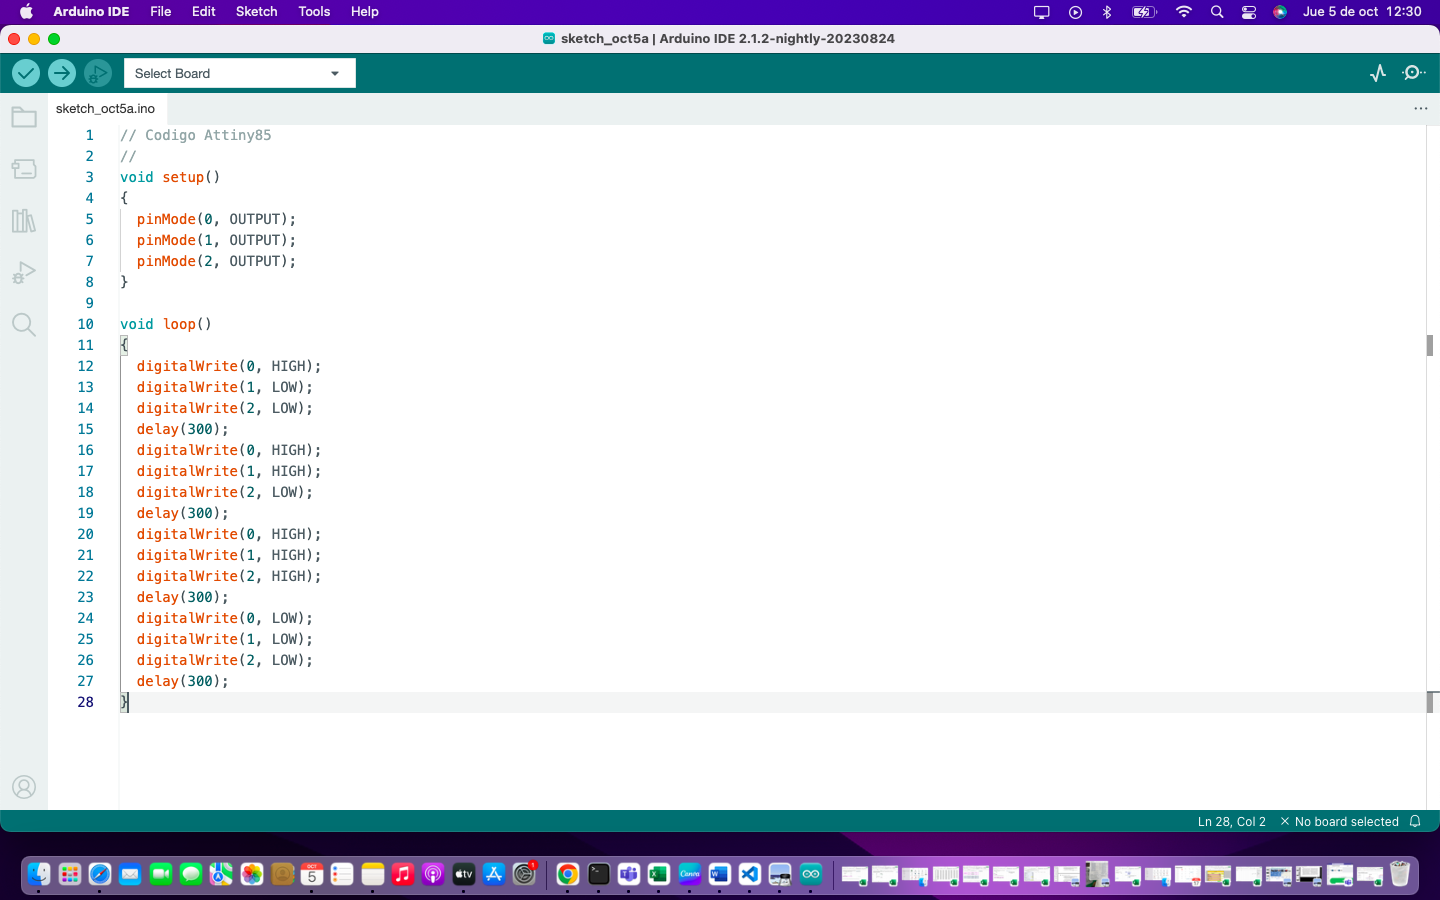 Arduino IDE File Edit Sketch Tools Help Jue 5 de oct 12:30
sketch_oct5a | Arduino IDE 2.1.2-nightly-20230824
Select Board
sketch_oct5a.ino
1 // Codigo Attiny85
2 //
3 void setup()
4 {
5 pinMode(0, OUTPUT);
6 pinMode(1, OUTPUT);
7 pinMode(2, OUTPUT);
8 }
9
10 void loop()
11 {
12 digitalWrite(0, HIGH);
13 digitalWrite(1, LOW);
14 digitalWrite(2, LOW);
15 delay(300);
16 digitalWrite(0, HIGH);
17 digitalWrite(1, HIGH);
18 digitalWrite(2, LOW);
19 delay(300);
20 digitalWrite(0, HIGH);
21 digitalWrite(1, HIGH);
22 digitalWrite(2, HIGH);
23 delay(300);
24 digitalWrite(0, LOW);
25 digitalWrite(1, LOW);
26 digitalWrite(2, LOW);
27 delay(300);
28 }
Ln 28, Col 2 No board selected
OCT
5
tv
Canva
1